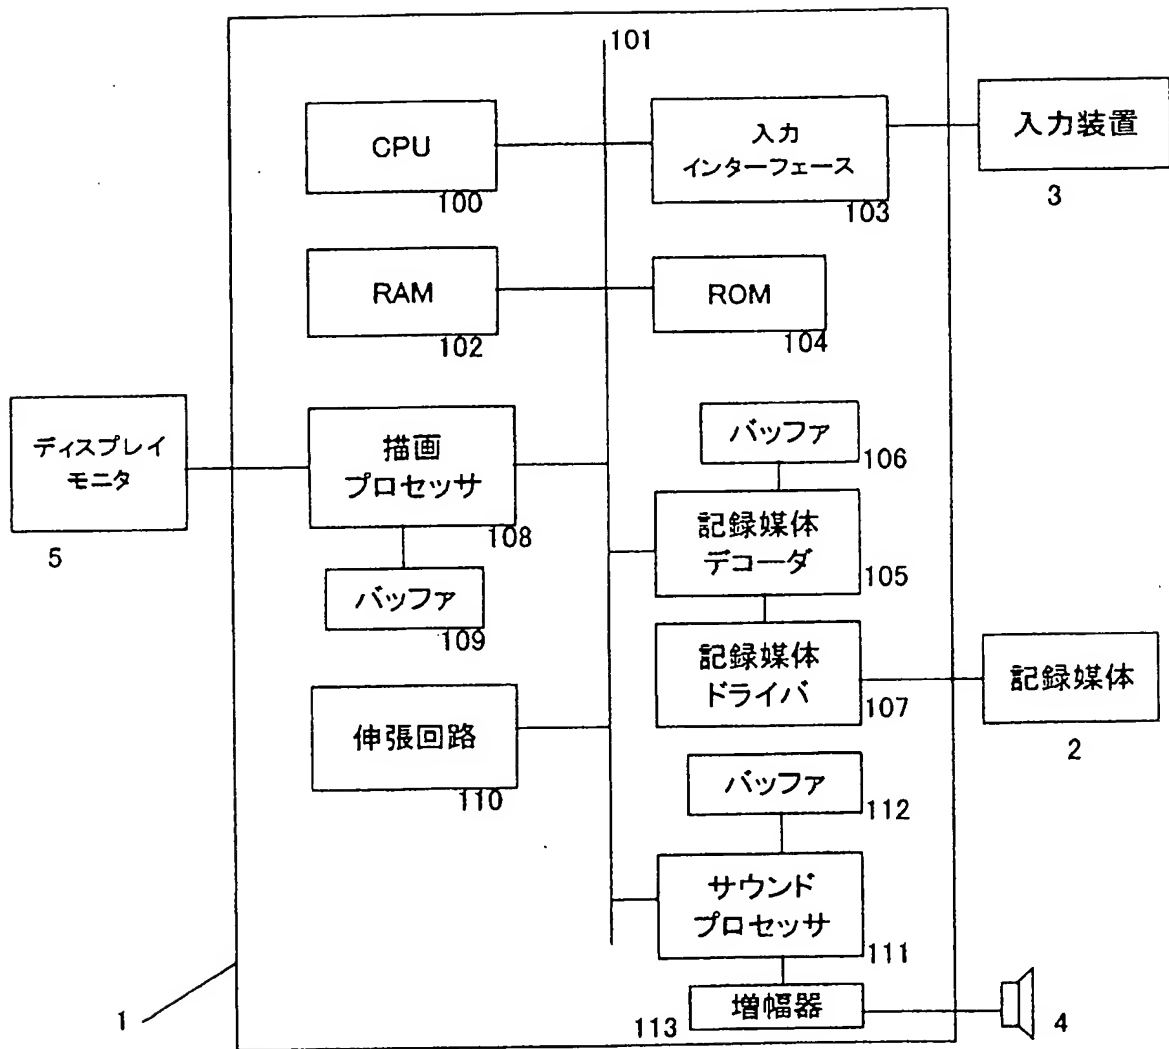 101
CPU
100
入力
インターフェース
103
入力装置
3
RAM
102
ROM
104
ディスプレイ
モニタ
5
描画
プロセッサ
108
バッファ
109
バッファ
106
記録媒体
デコーダ
105
記録媒体
ドライバ
107
記録媒体
2
伸張回路
110
バッファ
112
サウンド
プロセッサ
111
増幅器
113
4
1